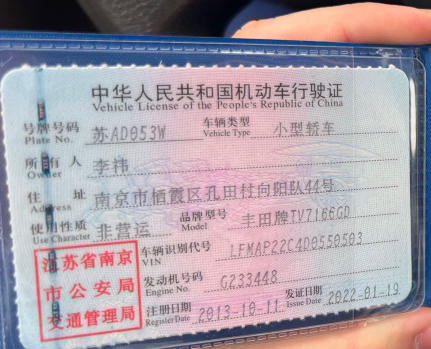 中华人民共和国机动车行驶证
Vehicle License of the People's Republic of China
号牌号码 苏AD953W 车辆类型 小型轿车
Plate No. Vehicle Type
所有人 李祎
Owner
住址 南京市栖霞区孔田村向阳队44号
Address
使用性质 非营运 品牌型号 丰田牌TV7166GD
Use Character Model
江苏省南京 车辆识别代号 LFMAP22C4D0550503
VIN
市公安局 发动机号码 G233448
Engine No.
交通管理局 注册日期 2013-10-11 发证日期 2022-01-19
Register Date Issue Date